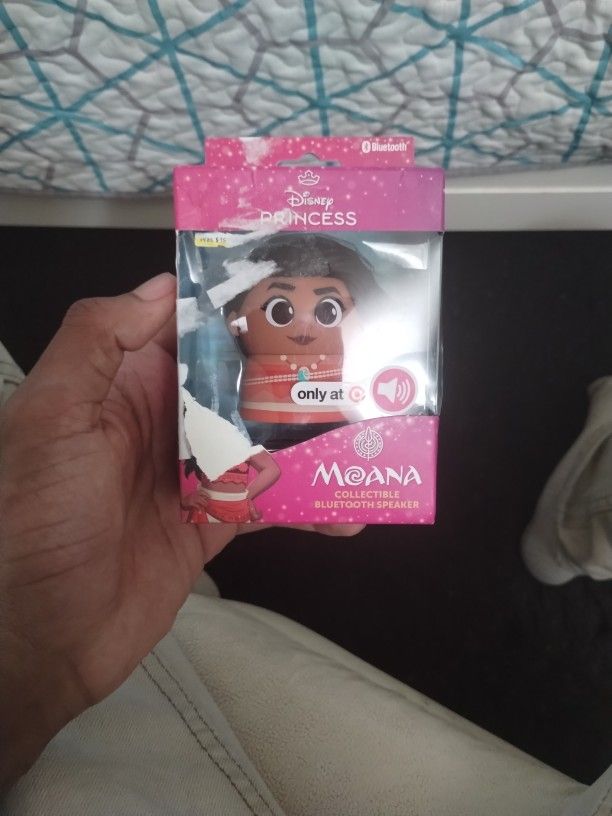 Bluetooth
Disney
PRINCESS
only at
MOANA
COLLECTIBLE
BLUETOOTH SPEAKER